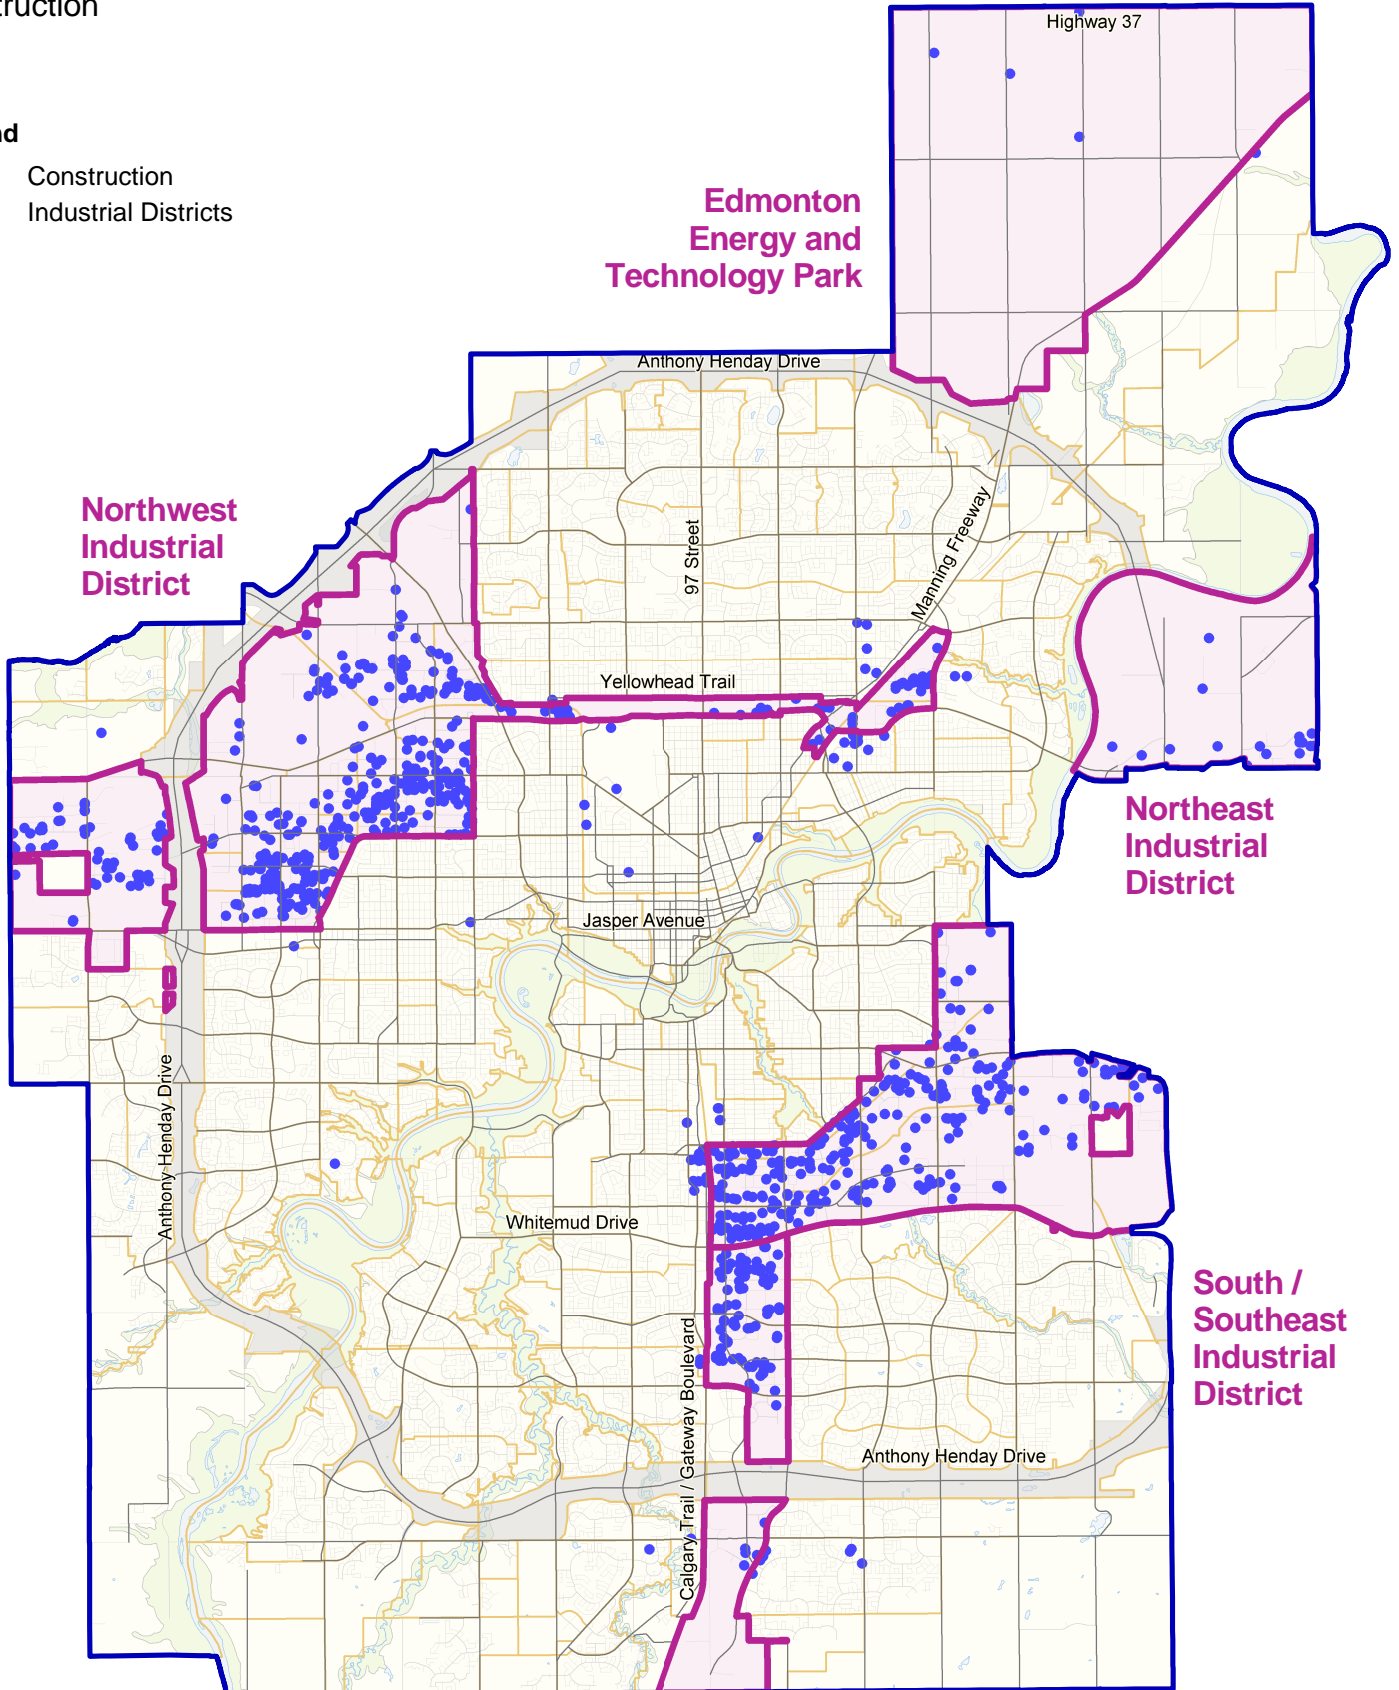 Highway 37
Construction
Industrial Districts
Edmonton
Energy and
Technology Park
Anthony Henday Drive
Northwest
Industrial
District
97 Street
Manning Freeway
Yellowhead Trail
Northeast
Industrial
District
Jasper Avenue
Anthony Henday Drive
Whitemud Drive
South /
Southeast
Industrial
District
Calgary Trail / Gateway Boulevard
Anthony Henday Drive